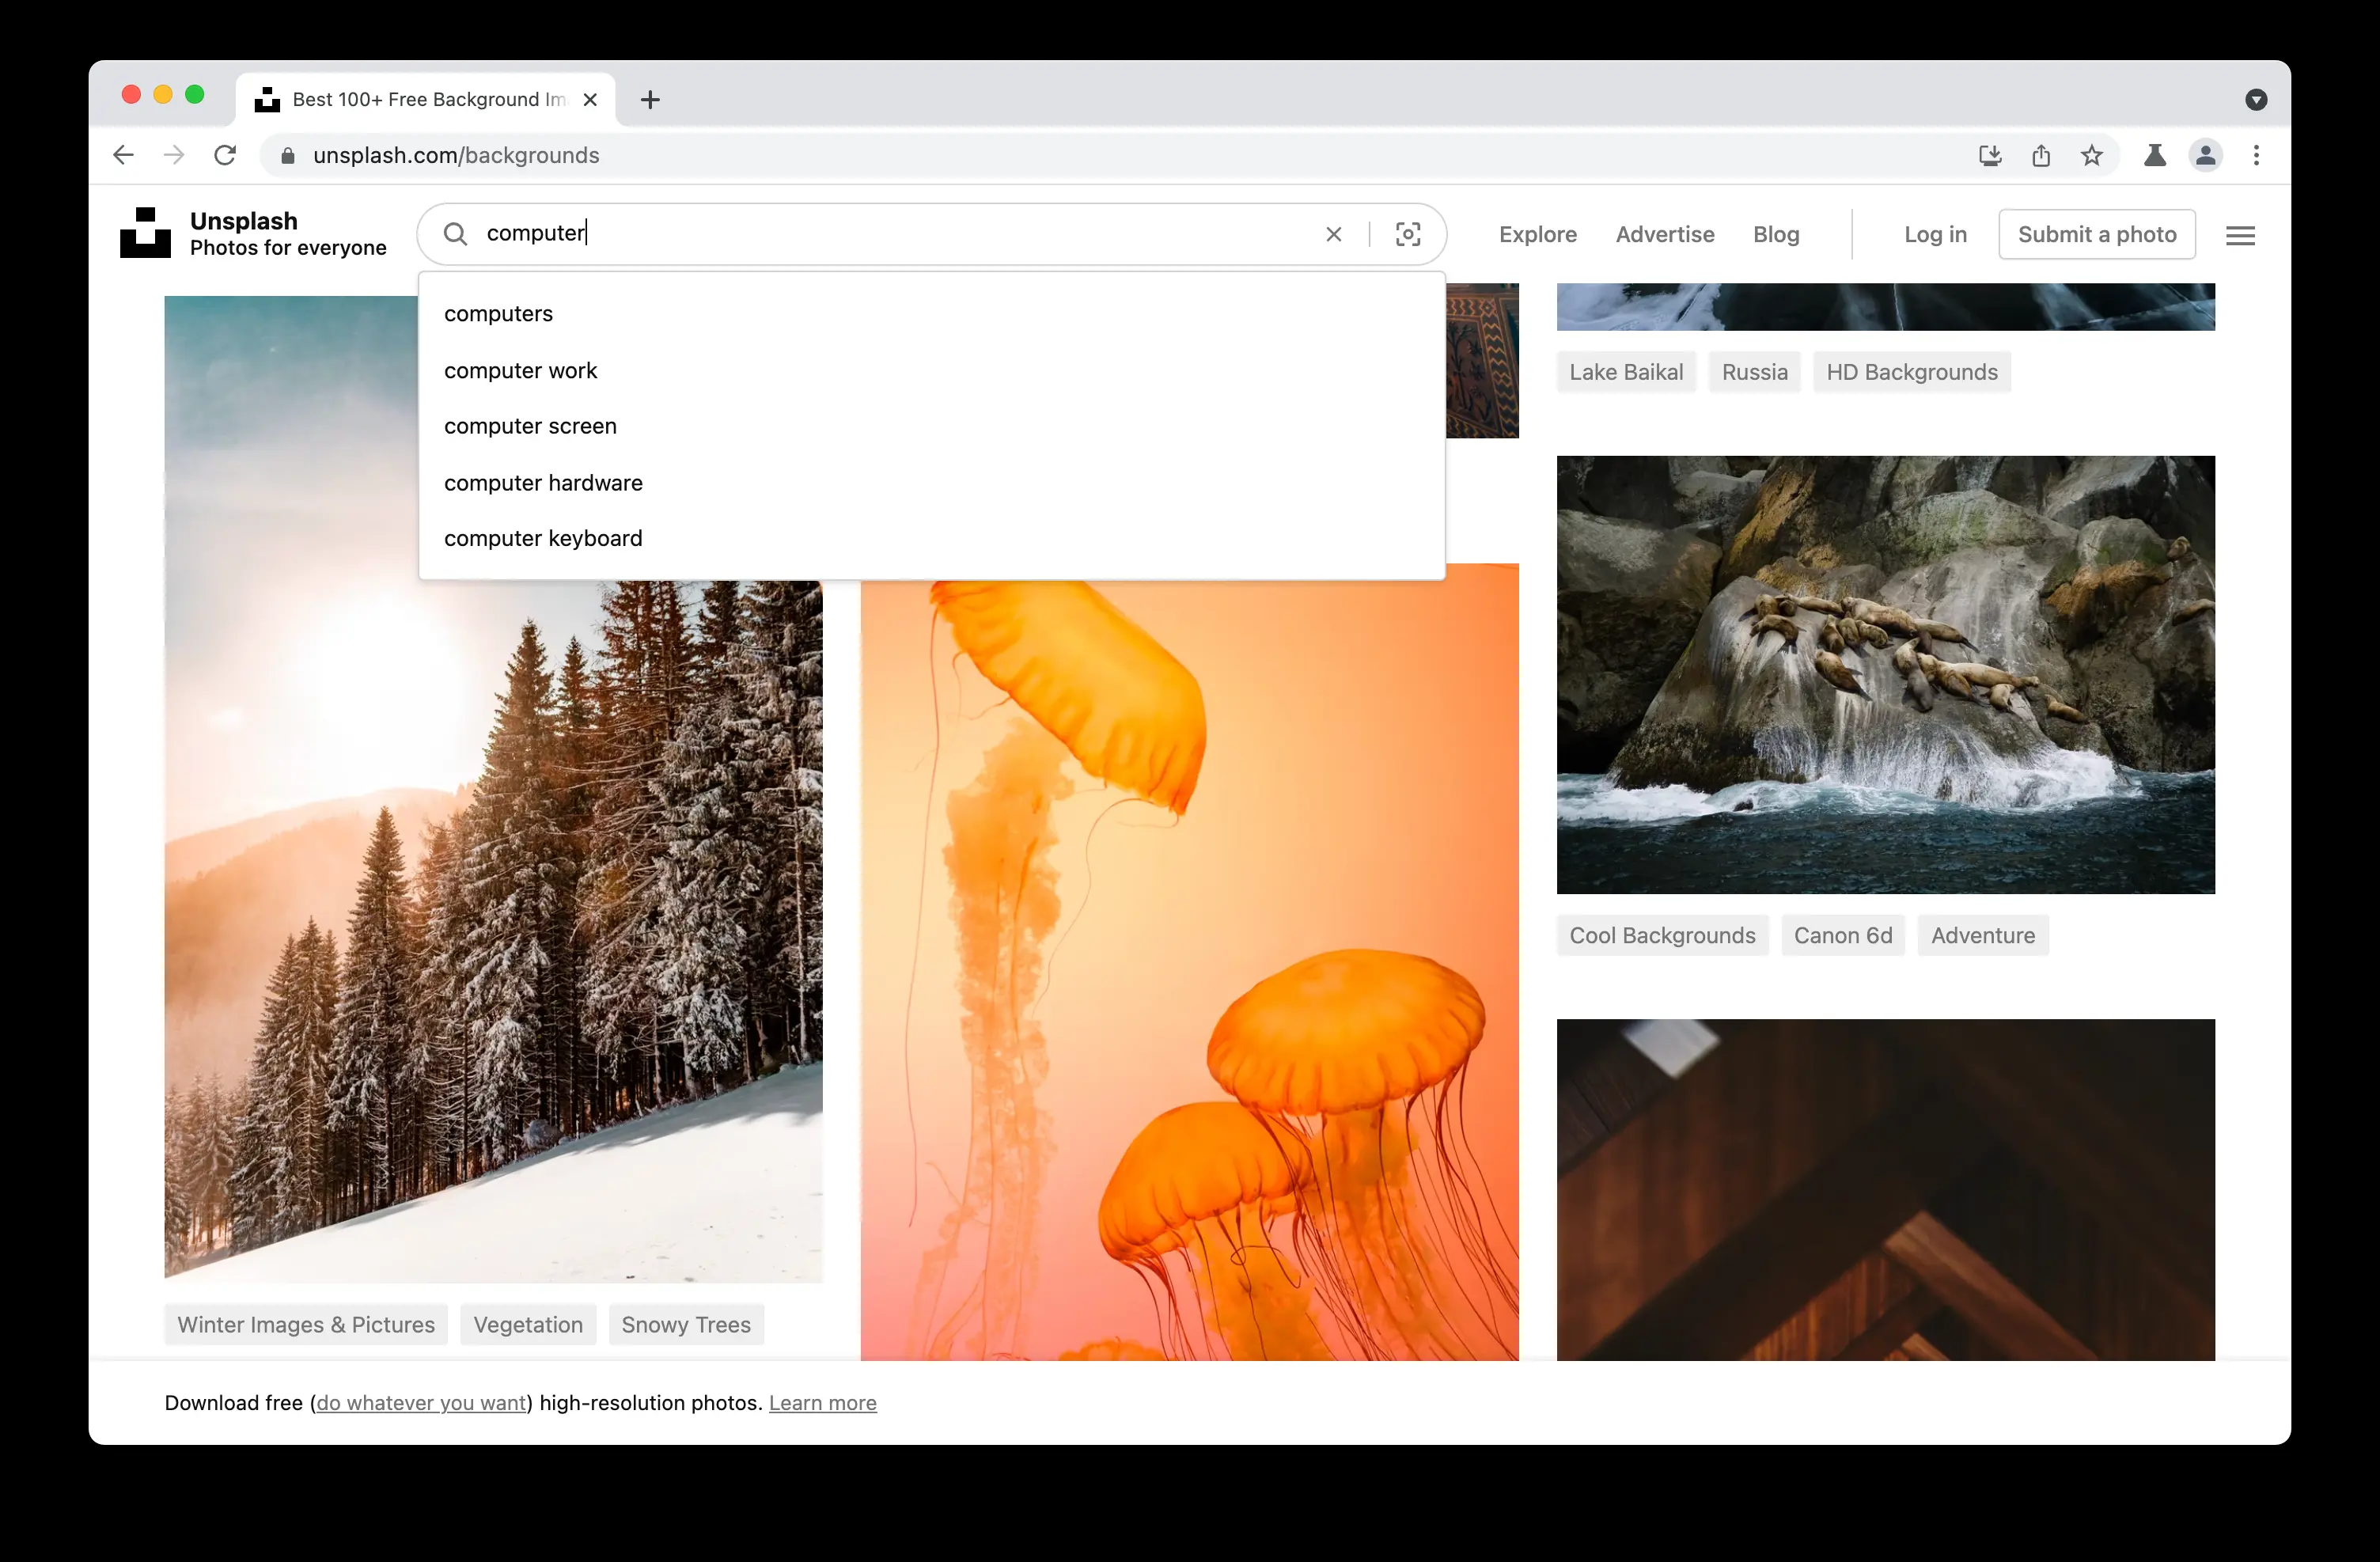 Best 100+ Free Background Im
unsplash.com/backgrounds
Unsplash
Photos for everyone
computer
Explore
Advertise
Blog
Log in
Submit a photo
computers
computer work
computer screen
computer hardware
computer keyboard
Lake Baikal
Russia
HD Backgrounds
Cool Backgrounds
Canon 6d
Adventure
Winter Images & Pictures
Vegetation
Snowy Trees
Download free (do whatever you want) high-resolution photos. Learn more